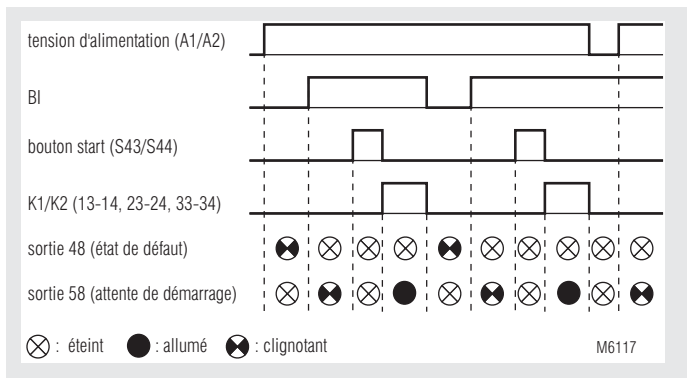 tension d'alimentation (A1/A2)
BI
bouton start (S43/S44)
K1/K2 (13-14, 23-24, 33-34)
sortie 48 (état de défaut)
sortie 58 (attente de démarrage)
: éteint : allumé : clignotant
M6117